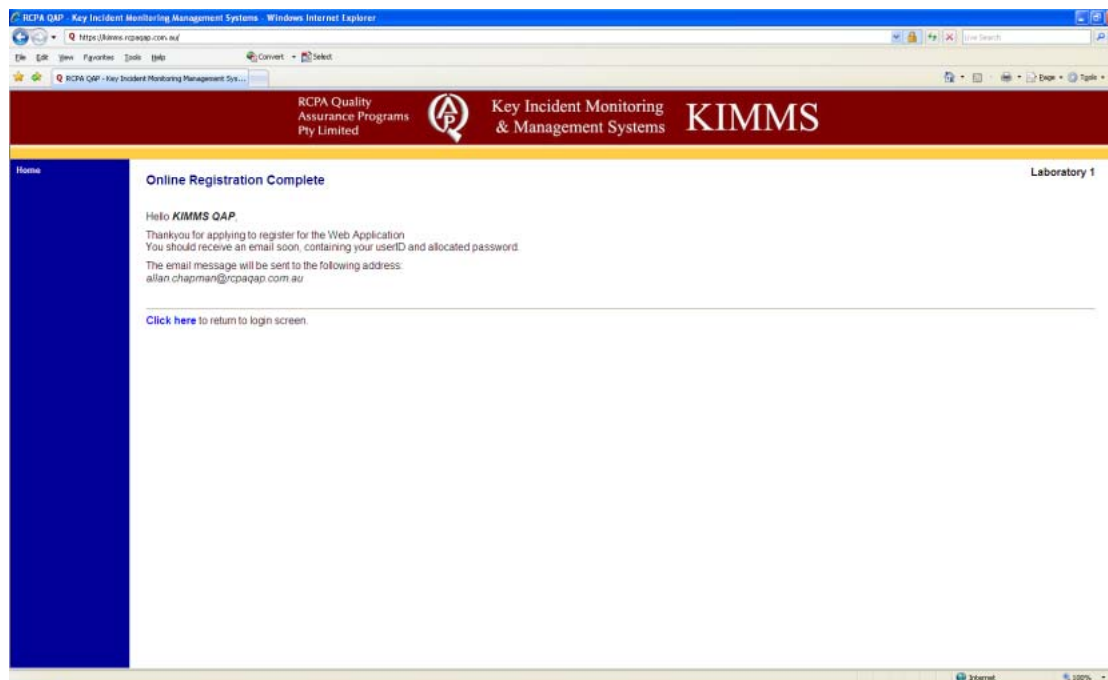 RCPA QAP - Key Incident Monitoring Management Systems - Windows Internet Explorer
https://kimms.rcpaqap.com.au/
Live Search
File Edit View Favorites Tools Help
Convert Select
RCPA QAP - Key Incident Monitoring Management Sys...
Page Tools
RCPA Quality
Assurance Programs
Pty Limited
QAP
Key Incident Monitoring
& Management Systems
KIMMS
Home
Laboratory 1
Online Registration Complete
Hello KIMMS QAP,
Thankyou for applying to register for the Web Application
You should receive an email soon, containing your userID and allocated password.
The email message will be sent to the following address:
allan.chapman@rcpaqap.com.au
Click here to return to login screen.
Internet
100%